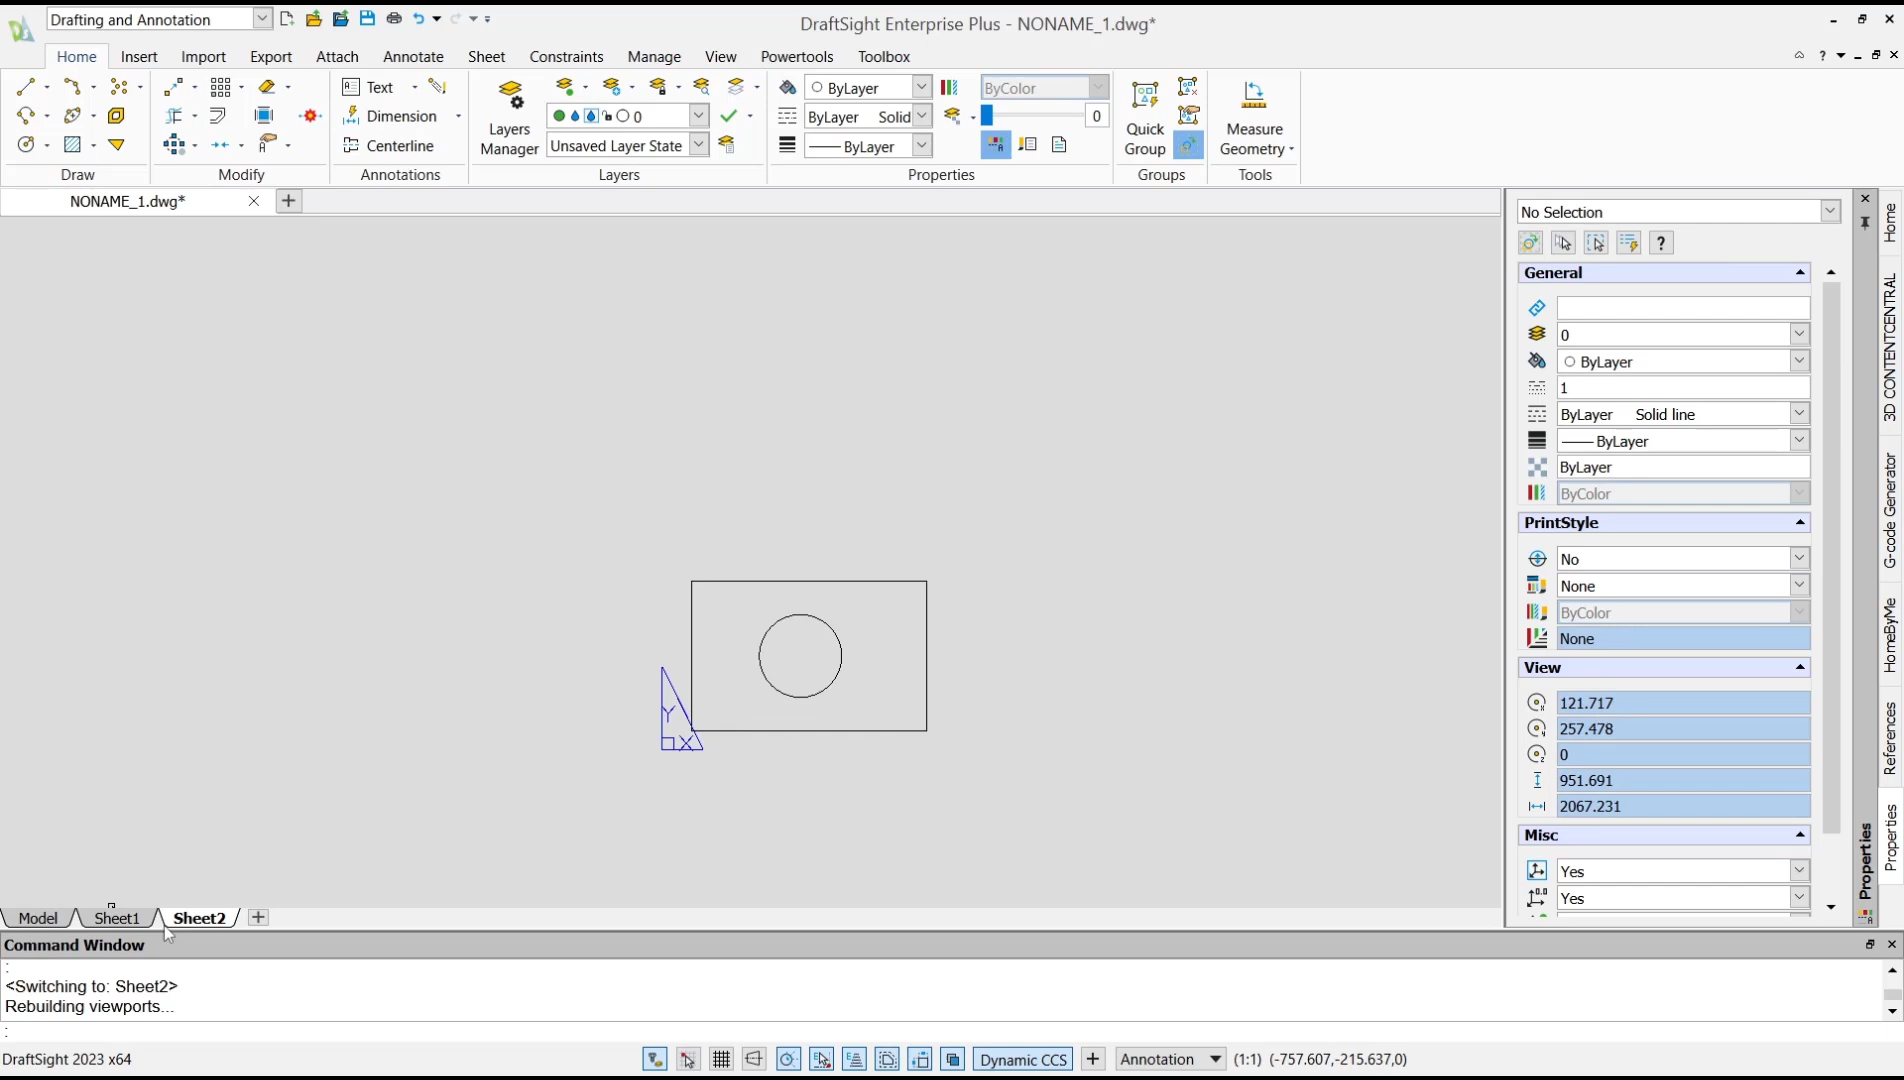 Drafting and Annotation
DraftSight Enterprise Plus - NONAME_1.dwg*
Home
Insert
Import
Export
Attach
Annotate
Sheet
Constraints
Manage
View
Powertools
Toolbox
Text
Dimension
Centerline
Layers
Manager
0
Unsaved Layer State
ByLayer
ByLayer Solid
ByLayer
ByColor
0
Quick
Group
Measure
Geometry
Draw
Modify
Annotations
Layers
Properties
Groups
Tools
NONAME_1.dwg*
No Selection
General
0
ByLayer
1
ByLayer Solid line
ByLayer
ByLayer
ByColor
PrintStyle
No
None
ByColor
None
View
121.717
257.478
0
951.691
2067.231
Misc
Yes
Yes
Properties
Home
3D CONTENTCENTRAL
G-code Generator
HomeByMe
References
Properties
Y
X
Model
Sheet1
Sheet2
Command Window
:
<Switching to: Sheet2>
Rebuilding viewports...
:
DraftSight 2023 x64
Dynamic CCS
Annotation
(1:1) (-757.607,-215.637,0)